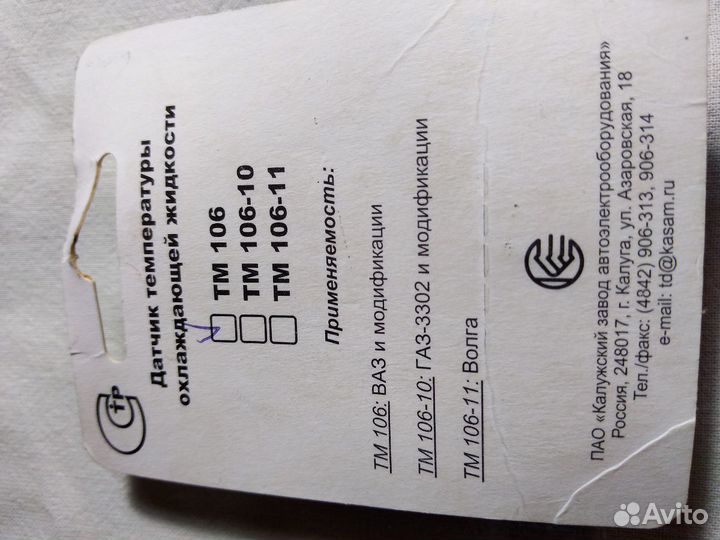 Датчик температуры
охлаждающей жидкости
ТМ 106
ТМ 106-10
ТМ 106-11
Применяемость:
ТМ 106: ВАЗ и модификации
ТМ 106-10: ГАЗ-3302 и модификации
ТМ 106-11: Волга
ПАО «Калужский завод автоэлектрооборудования»
Россия, 248017, г. Калуга, ул. Азаровская, 18
Тел./факс: (4842) 906-313, 906-314
e-mail: td@kasam.ru
Avito